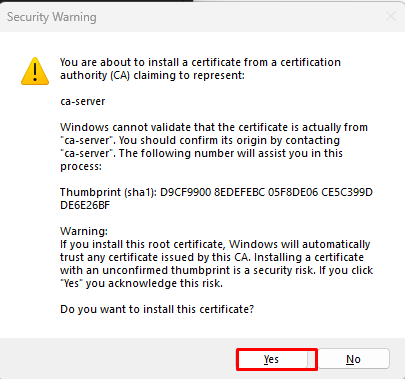 Security Warning
You are about to install a certificate from a certification
authority (CA) claiming to represent:
ca-server
Windows cannot validate that the certificate is actually from
"ca-server". You should confirm its origin by contacting
"ca-server". The following number will assist you in this
process:
Thumbprint (sha1): D9CF9900 8EDEFEBC 05F8DE06 CE5C399D
DE6E26BF
Warning:
If you install this root certificate, Windows will automatically
trust any certificate issued by this CA. Installing a certificate
with an unconfirmed thumbprint is a security risk. If you click
"Yes" you acknowledge this risk.
Do you want to install this certificate?
Yes No